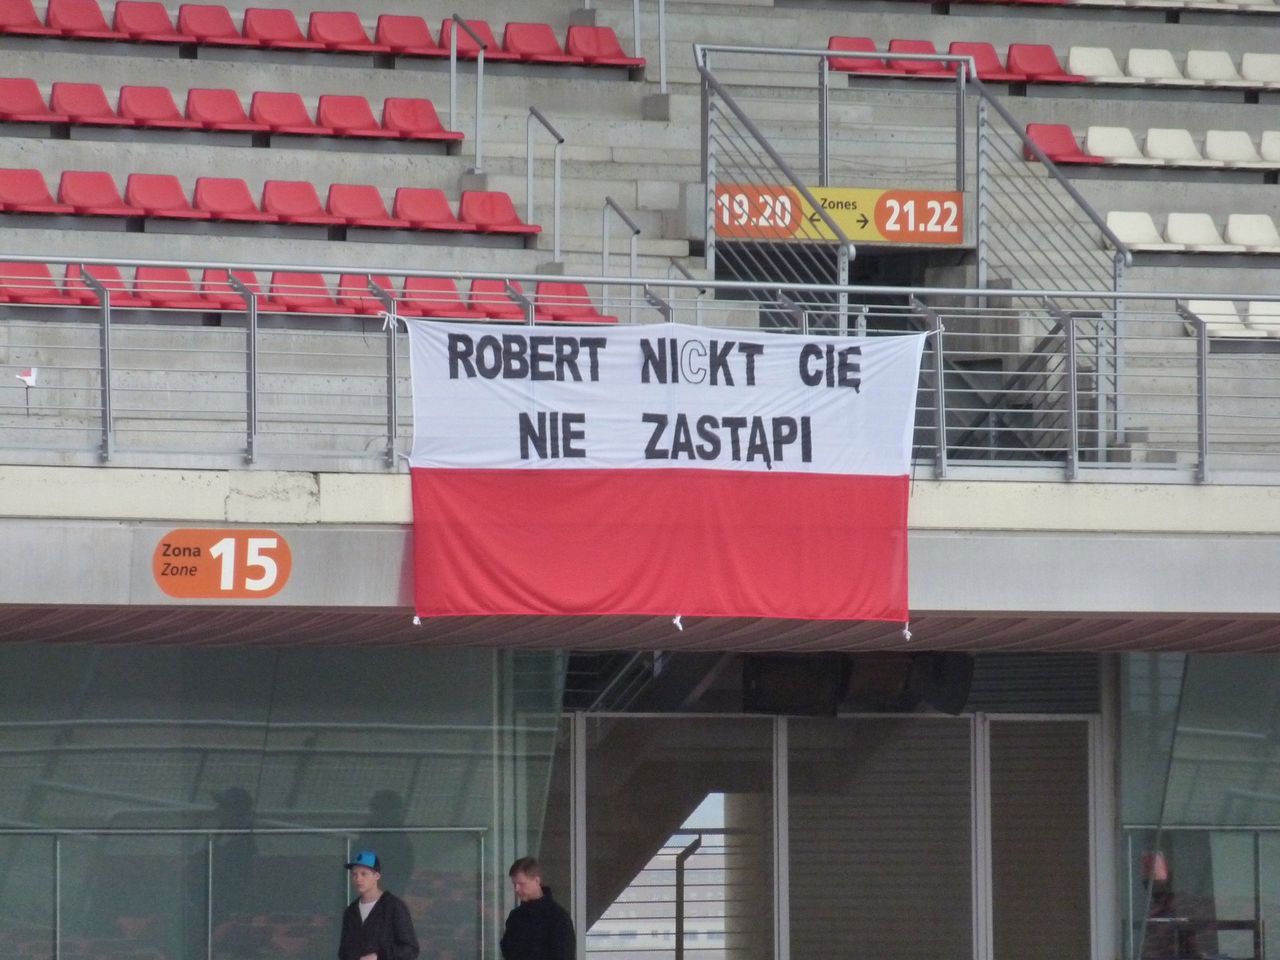 19.20 Zones 21.22
ROBERT NICKT CIĘ
NIE ZASTĄPI
Zona
Zone
15